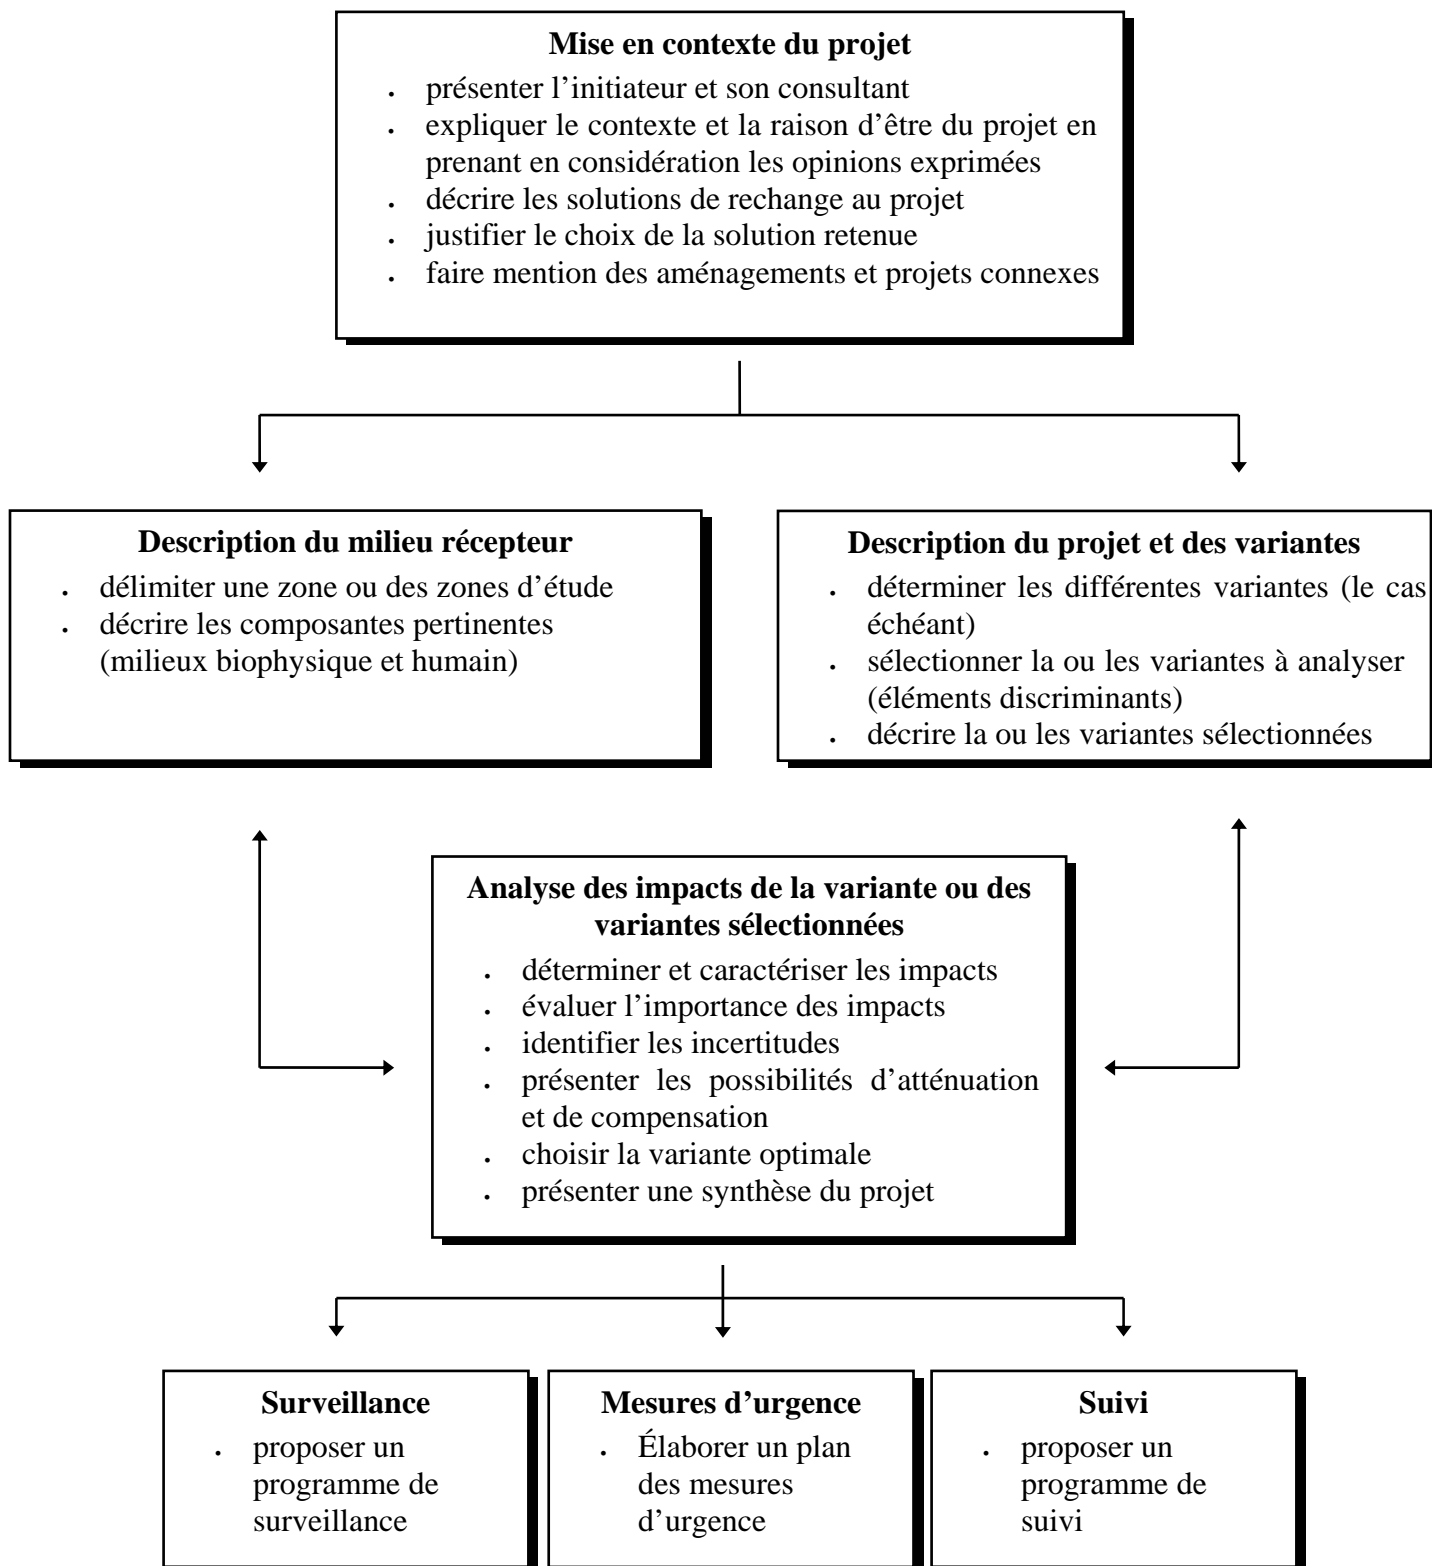 Mise en contexte du projet
. présenter l’initiateur et son consultant
. expliquer le contexte et la raison d’être du projet en
prenant en considération les opinions exprimées
. décrire les solutions de rechange au projet
. justifier le choix de la solution retenue
. faire mention des aménagements et projets connexes
Description du milieu récepteur
. délimiter une zone ou des zones d’étude
. décrire les composantes pertinentes
(milieux biophysique et humain)
Description du projet et des variantes
. déterminer les différentes variantes (le cas
échéant)
. sélectionner la ou les variantes à analyser
(éléments discriminants)
. décrire la ou les variantes sélectionnées
Analyse des impacts de la variante ou des
variantes sélectionnées
. déterminer et caractériser les impacts
. évaluer l’importance des impacts
. identifier les incertitudes
. présenter les possibilités d’atténuation
et de compensation
. choisir la variante optimale
. présenter une synthèse du projet
Surveillance
. proposer un
programme de
surveillance
Mesures d’urgence
. Élaborer un plan
des mesures
d’urgence
Suivi
. proposer un
programme de
suivi